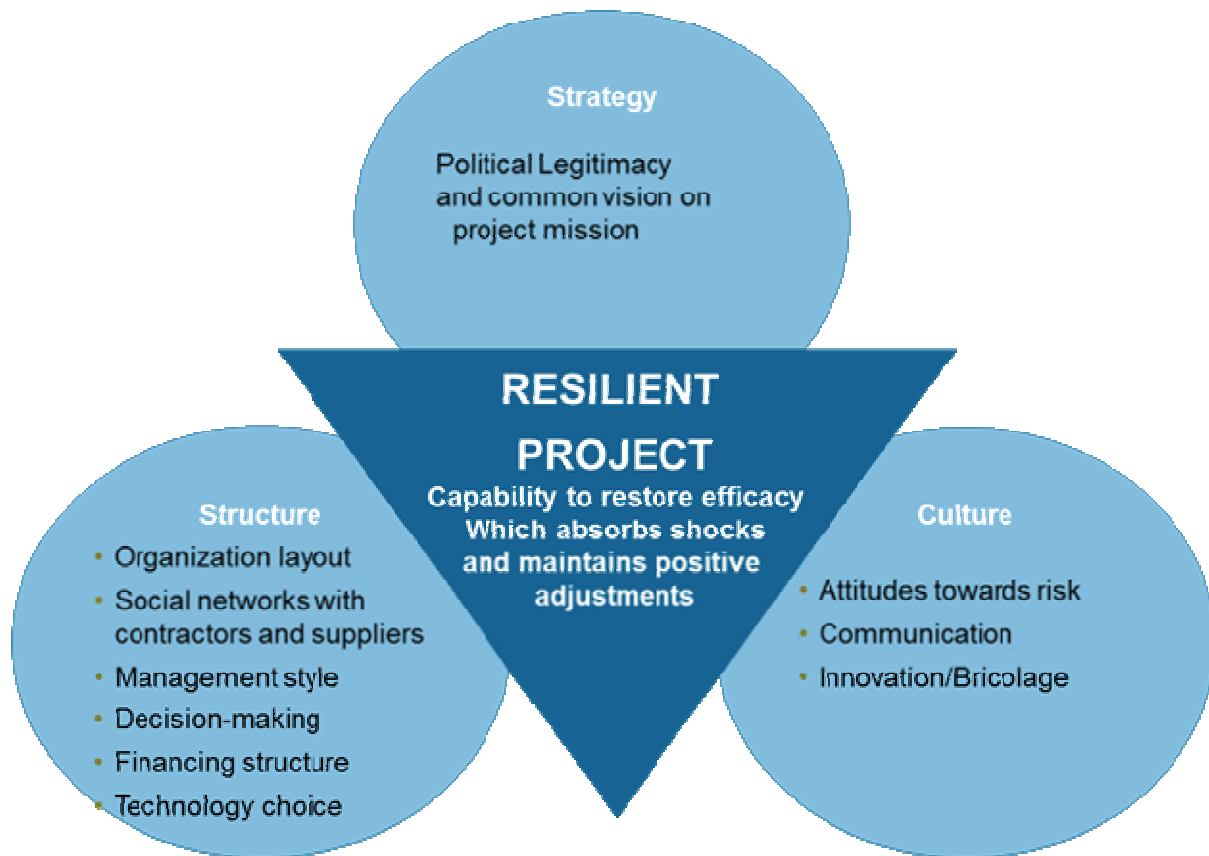 Strategy
Political Legitimacy
and common vision on
project mission
RESILIENT
PROJECT
Capability to restore efficacy
Which absorbs shocks
and maintains positive
adjustments
Structure
• Organization layout
• Social networks with
contractors and suppliers
• Management style
• Decision-making
• Financing structure
• Technology choice
Culture
• Attitudes towards risk
• Communication
• Innovation/Bricolage